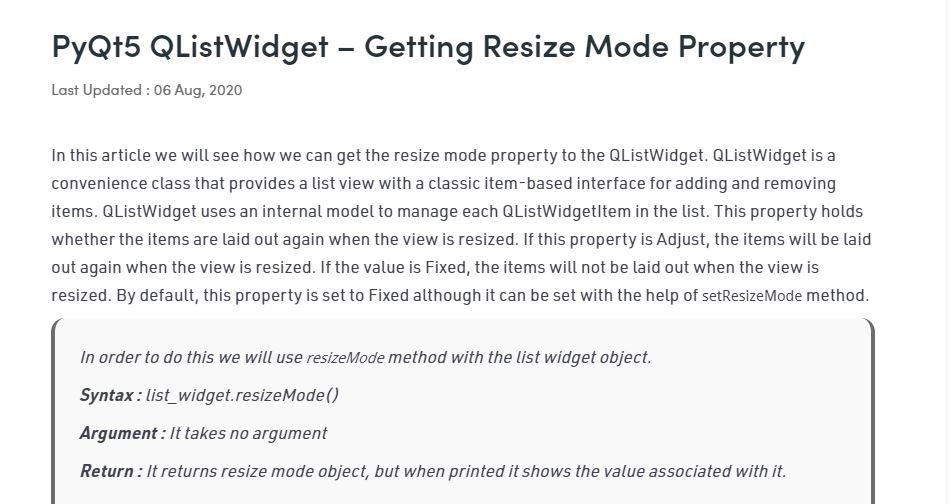 PyQt5 QListWidget – Getting Resize Mode Property
Last Updated : 06 Aug, 2020
In this article we will see how we can get the resize mode property to the QListWidget. QListWidget is a
convenience class that provides a list view with a classic item-based interface for adding and removing
items. QListWidget uses an internal model to manage each QListWidgetItem in the list. This property holds
whether the items are laid out again when the view is resized. If this property is Adjust, the items will be laid
out again when the view is resized. If the value is Fixed, the items will not be laid out when the view is
resized. By default, this property is set to Fixed although it can be set with the help of setResizeMode method.
In order to do this we will use resizeMode method with the list widget object.
Syntax : list_widget.resizeMode()
Argument : It takes no argument
Return : It returns resize mode object, but when printed it shows the value associated with it.